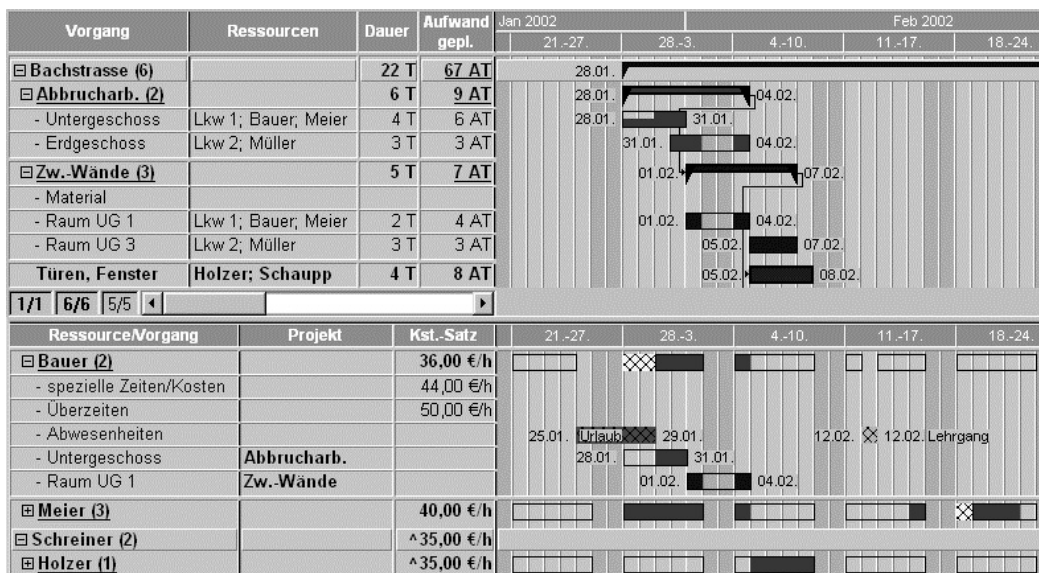 Vorgang Ressourcen Dauer Aufwand gepl. Jan 2002 Feb 2002
21.-27. 28.-3. 4.-10. 11.-17. 18.-24.
Bachstrasse (6) 22 T 67 AT 28.01.
Abbrucharb. (2) 6 T 9 AT 28.01. 04.02.
- Untergeschoss Lkw 1; Bauer; Meier 4 T 6 AT 28.01. 31.01.
- Erdgeschoss Lkw 2; Müller 3 T 3 AT 31.01. 04.02.
Zw.-Wände (3) 5 T 7 AT 01.02. 07.02.
- Material
- Raum UG 1 Lkw 1; Bauer; Meier 2 T 4 AT 01.02. 04.02.
- Raum UG 3 Lkw 2; Müller 3 T 3 AT 05.02. 07.02.
Türen, Fenster Holzer; Schaupp 4 T 8 AT 05.02. 08.02.
1/1 6/6 5/5
Ressource/Vorgang Projekt Kst.-Satz 21.-27. 28.-3. 4.-10. 11.-17. 18.-24.
Bauer (2) 36,00 €/h
- spezielle Zeiten/Kosten 44,00 €/h
- Überzeiten 50,00 €/h
- Abwesenheiten 25.01. Urlaub 29.01. 12.02. 12.02. Lehrgang
- Untergeschoss Abbrucharb. 28.01. 31.01.
- Raum UG 1 Zw.-Wände 01.02. 04.02.
Meier (3) 40,00 €/h
Schreiner (2) ^35,00 €/h
Holzer (1) ^35,00 €/h